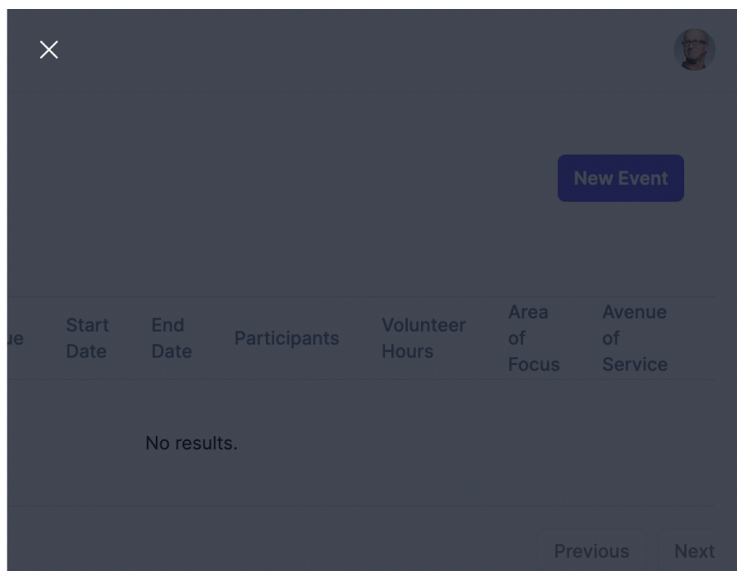 New Event
ue
Start Date
End Date
Participants
Volunteer Hours
Area of Focus
Avenue of Service
No results.
Previous
Next